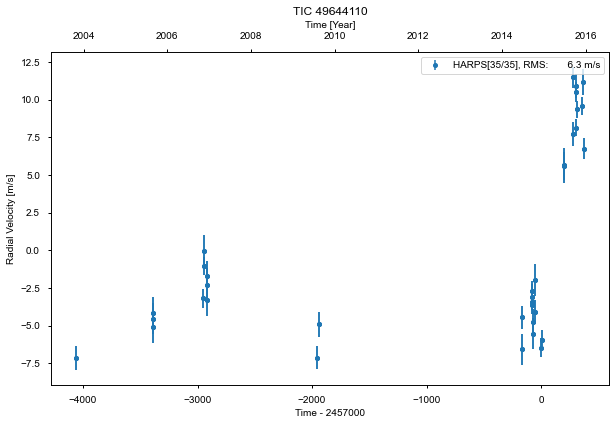 TIC 49644110
Time [Year]
2004 2006 2007 2008 2010 2012 2014 2015 2016
HARPS[35/35], RMS: 6.3 m/s
12.5
10.0
7.5
5.0
2.5
0.0
−2.5
−5.0
−7.5
Radial Velocity [m/s]
−4000 −3000 −2000 −1000 0
Time - 2457000